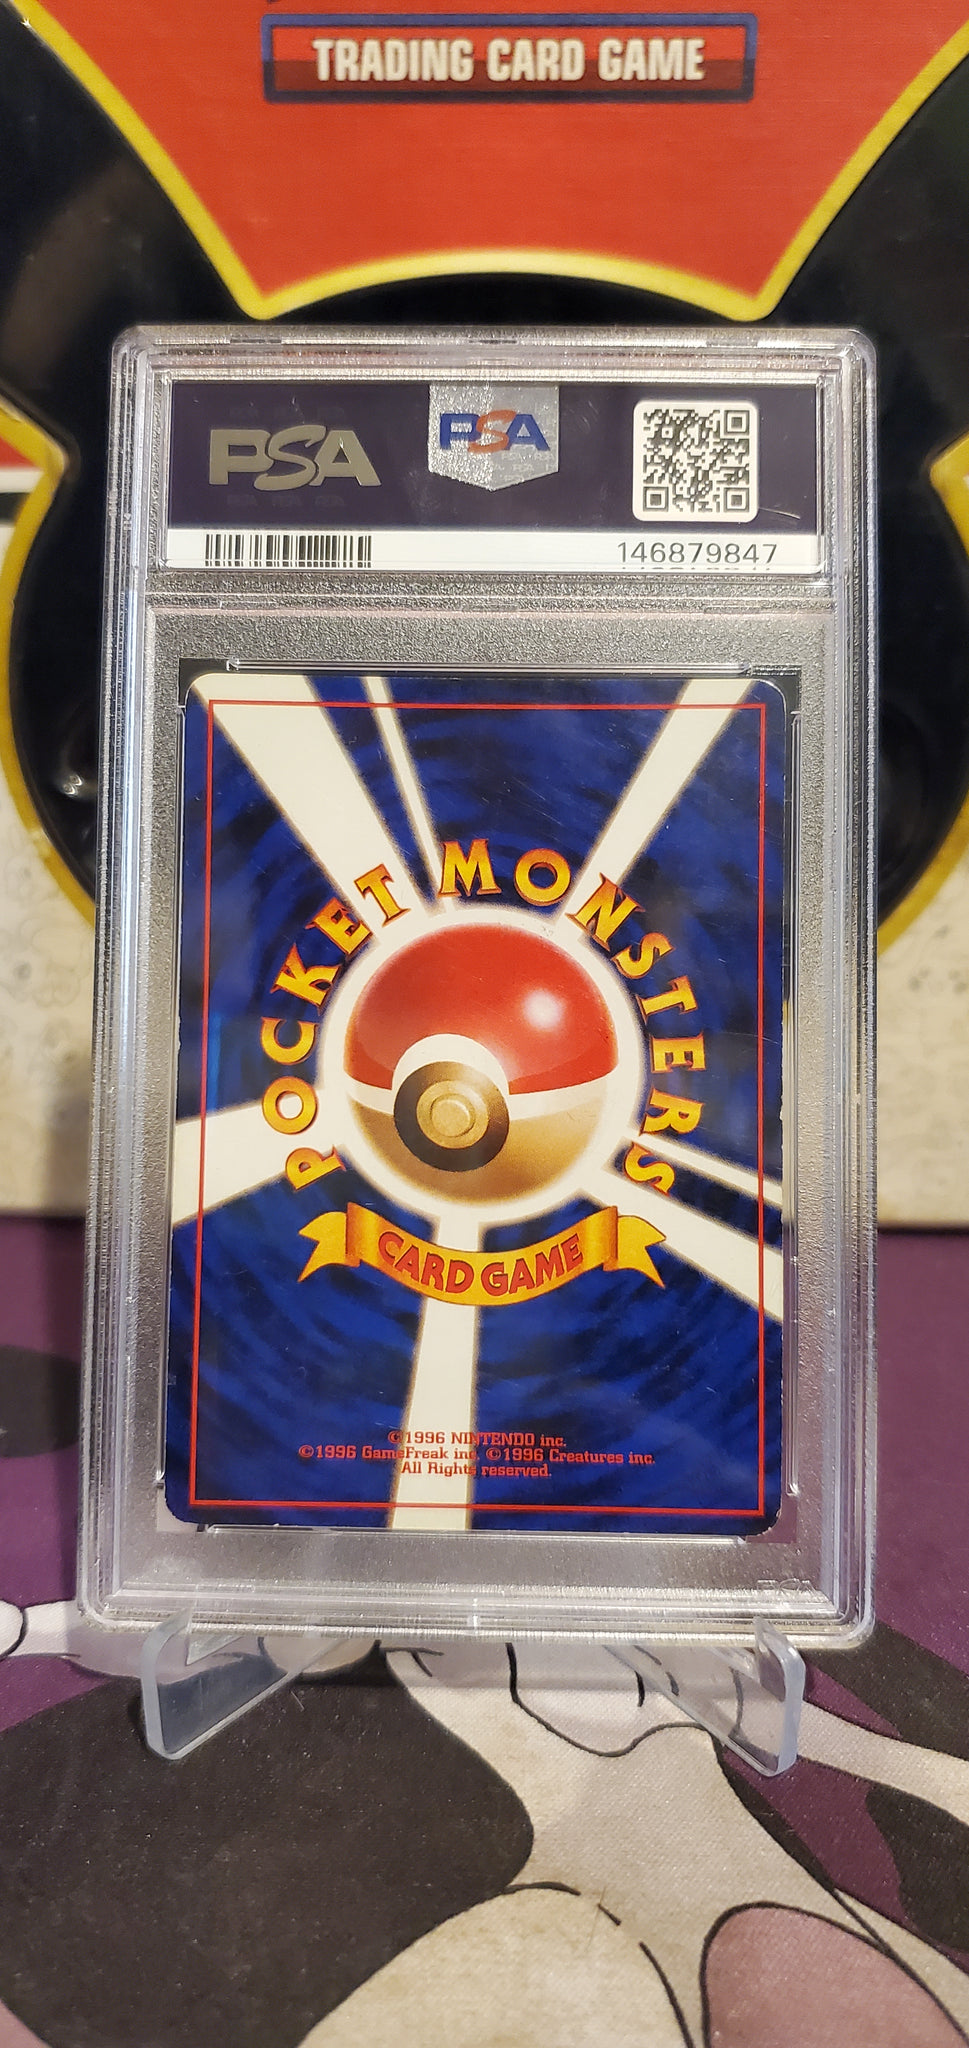 TRADING CARD GAME
PSA
PSA
146879847
POCKET MONSTERS
CARD GAME
©1996 NINTENDO inc.
©1996 GameFreak inc. ©1996 Creatures inc.
All Rights reserved.